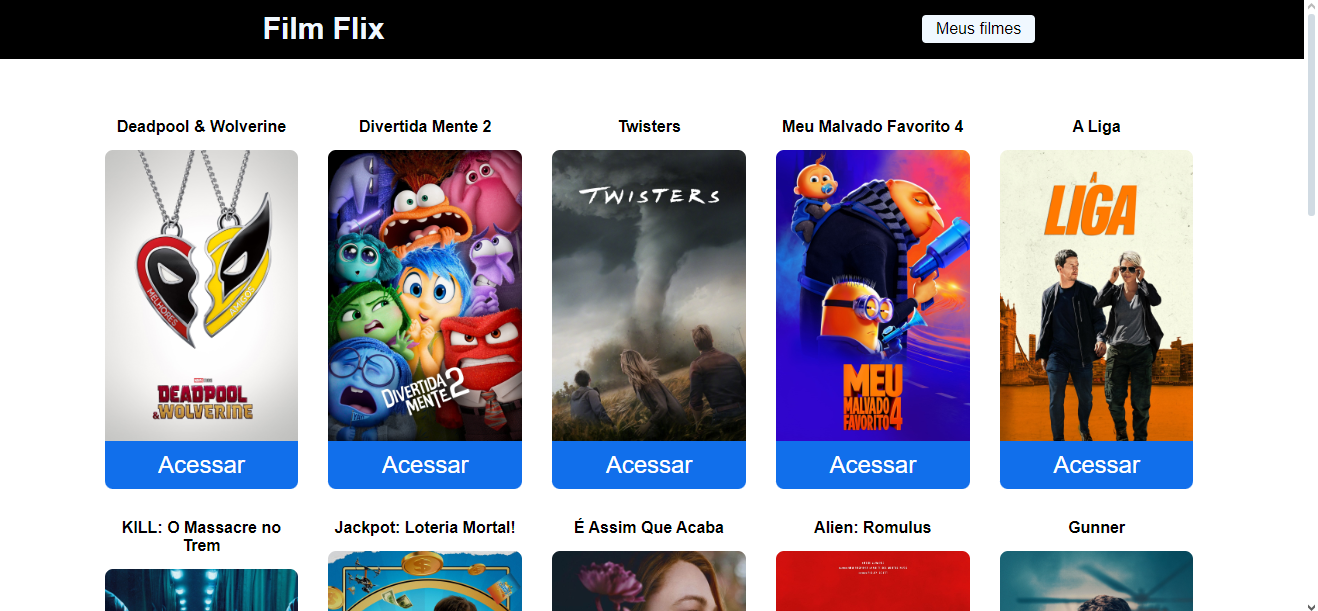 Film Flix
Meus filmes
Deadpool & Wolverine
Divertida Mente 2
Twisters
Meu Malvado Favorito 4
A Liga
MELHORES
AMIGOS
DEADPOOL
& WOLVERINE
DIVERTIDA
MENTE 2
TWISTERS
MEU
MALVADO
FAVORITO 4
A
LIGA
Acessar
Acessar
Acessar
Acessar
Acessar
KILL: O Massacre no
Trem
Jackpot: Loteria Mortal!
É Assim Que Acaba
Alien: Romulus
Gunner